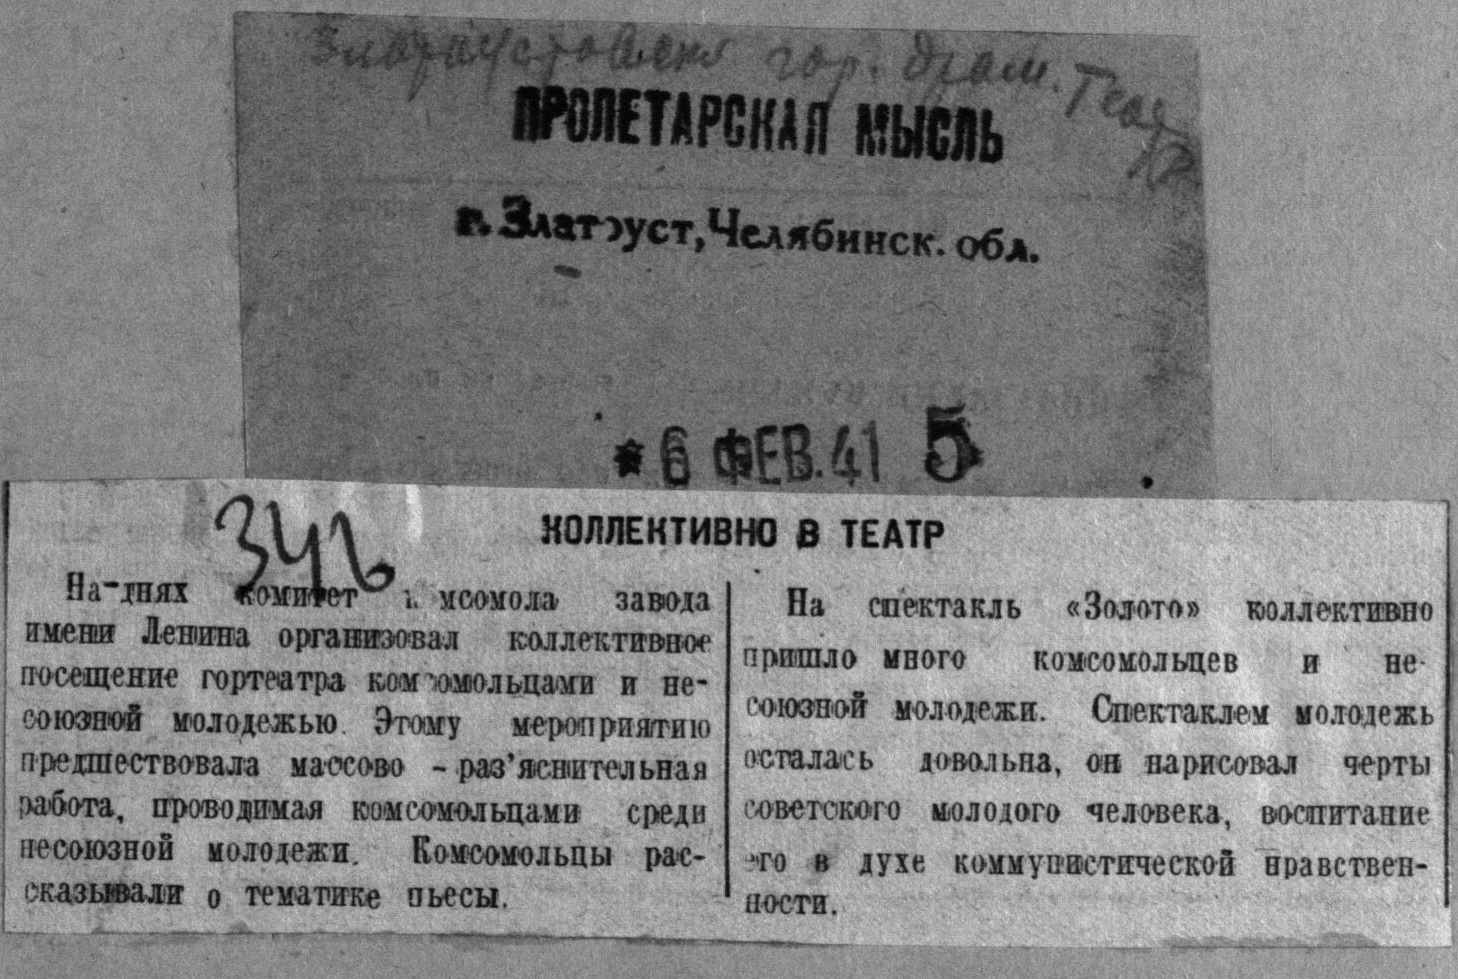 Златоустовск гор. драм. Теат
ПРОЛЕТАРСКАЯ МЫСЛЬ
г. Златоуст, Челябинск. обл.
* 6 ФЕВ. 41 5
342
КОЛЛЕКТИВНО В ТЕАТР
На-днях комитет комсомола завода
имени Ленина организовал коллективное
посещение гортеатра комсомольцами и не-
союзной молодежью. Этому мероприятию
предшествовала массово - раз'яснительная
работа, проводимая комсомольцами среди
несоюзной молодежи. Комсомольцы рас-
сказывали о тематике пьесы.
На спектакль «Золото» коллективно
пришло много комсомольцев и не-
союзной молодежи. Спектаклем молодежь
осталась довольна, он нарисовал черты
советского молодого человека, воспитание
его в духе коммунистической нравствен-
ности.